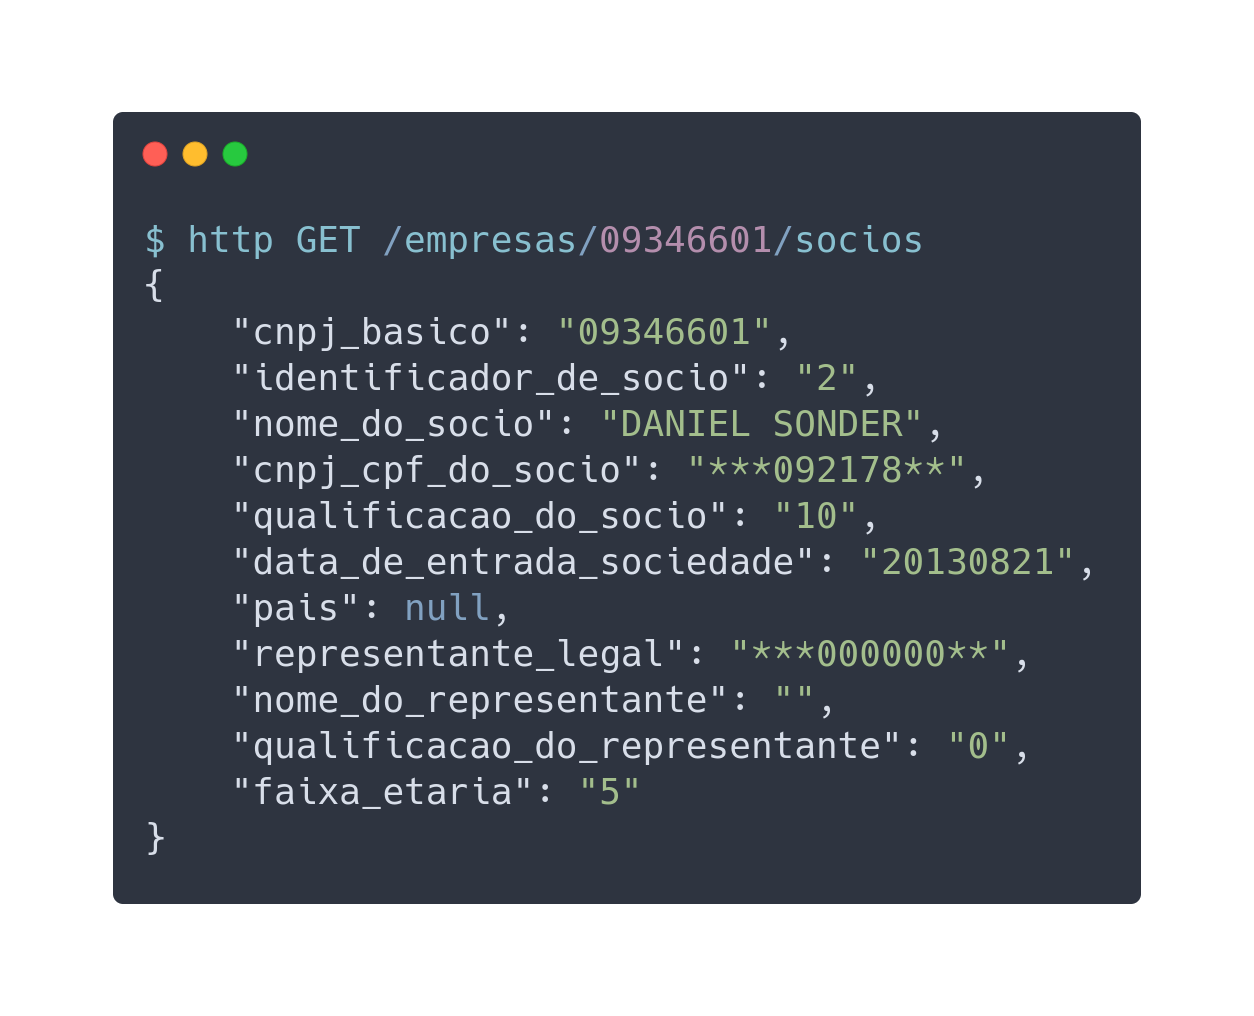 $ http GET /empresas/09346601/socios
{
    "cnpj_basico": "09346601",
    "identificador_de_socio": "2",
    "nome_do_socio": "DANIEL SONDER",
    "cnpj_cpf_do_socio": "***092178**",
    "qualificacao_do_socio": "10",
    "data_de_entrada_sociedade": "20130821",
    "pais": null,
    "representante_legal": "***000000**",
    "nome_do_representante": "",
    "qualificacao_do_representante": "0",
    "faixa_etaria": "5"
}